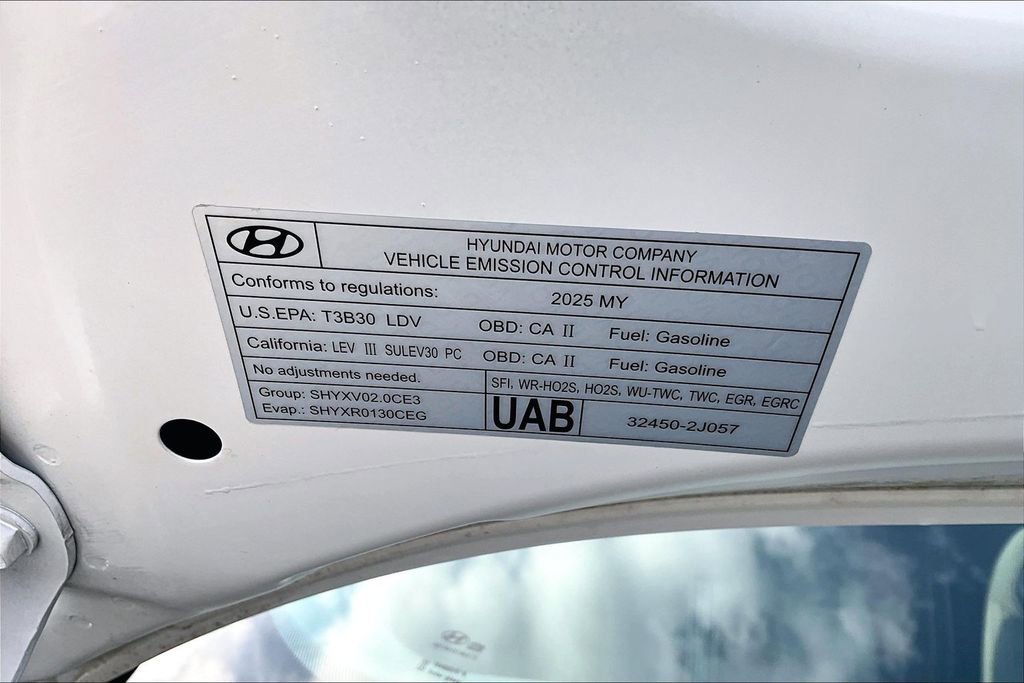 HYUNDAI MOTOR COMPANY
VEHICLE EMISSION CONTROL INFORMATION
Conforms to regulations: 2025 MY
U.S.EPA: T3B30 LDV OBD: CA II Fuel: Gasoline
California: LEV III SULEV30 PC OBD: CA II Fuel: Gasoline
No adjustments needed.
SFI, WR-HO2S, HO2S, WU-TWC, TWC, EGR, EGRC
Group: SHYXV02.0CE3
Evap.: SHYXR0130CEG
UAB
32450-2J057